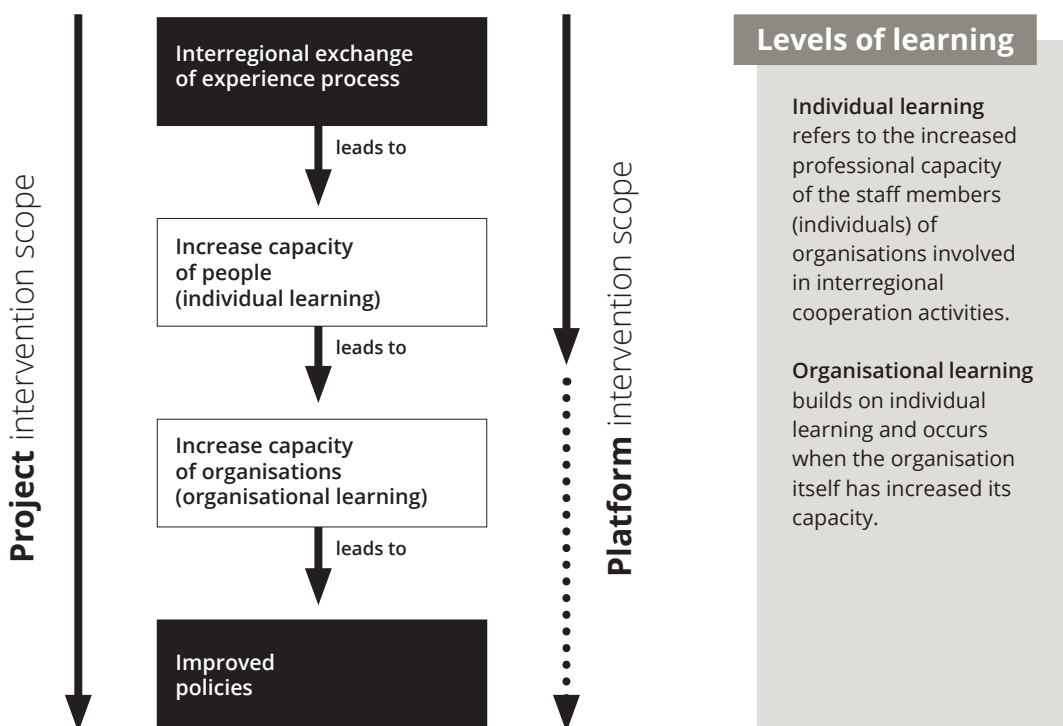 Project intervention scope
Interregional exchange
of experience process
leads to
Increase capacity
of people
(individual learning)
leads to
Increase capacity
of organisations
(organisational learning)
leads to
Improved
policies
Platform intervention scope
Levels of learning
Individual learning
refers to the increased
professional capacity
of the staff members
(individuals) of
organisations involved
in interregional
cooperation activities.
Organisational learning
builds on individual
learning and occurs
when the organisation
itself has increased its
capacity.